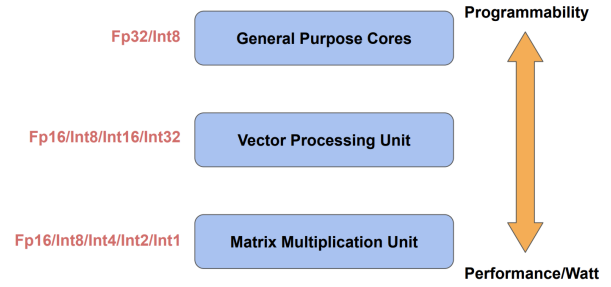 Programmability
Fp32/Int8
General Purpose Cores
Fp16/Int8/Int16/Int32
Vector Processing Unit
Fp16/Int8/Int4/Int2/Int1
Matrix Multiplication Unit
Performance/Watt